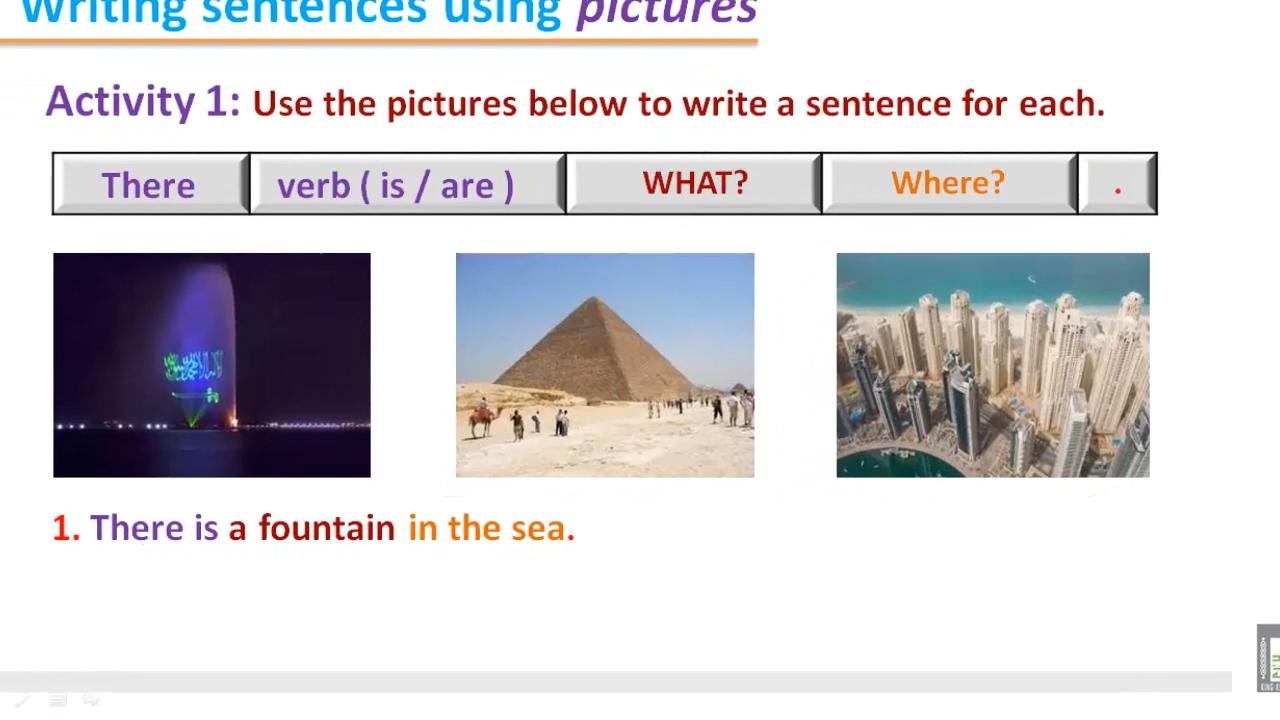 Writing sentences using pictures
Activity 1: Use the pictures below to write a sentence for each.
There verb ( is / are ) WHAT? Where? .
1. There is a fountain in the sea.